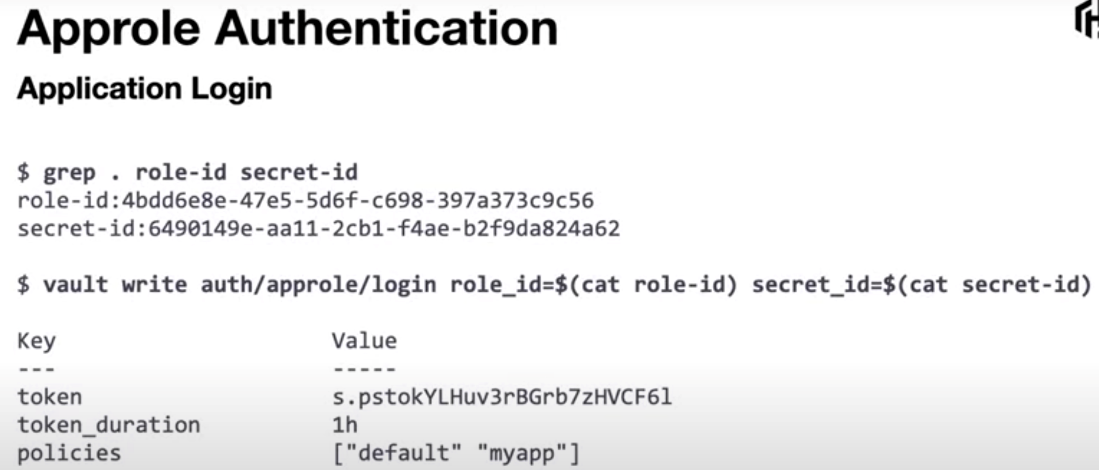 Approle Authentication
Application Login
$ grep . role-id secret-id
role-id:4bdd6e8e-47e5-5d6f-c698-397a373c9c56
secret-id:6490149e-aa11-2cb1-f4ae-b2f9da824a62
$ vault write auth/approle/login role_id=$(cat role-id) secret_id=$(cat secret-id)
Key Value
--- -----
token s.pstokYLHuv3rBGrb7zHVCF6l
token_duration 1h
policies ["default" "myapp"]